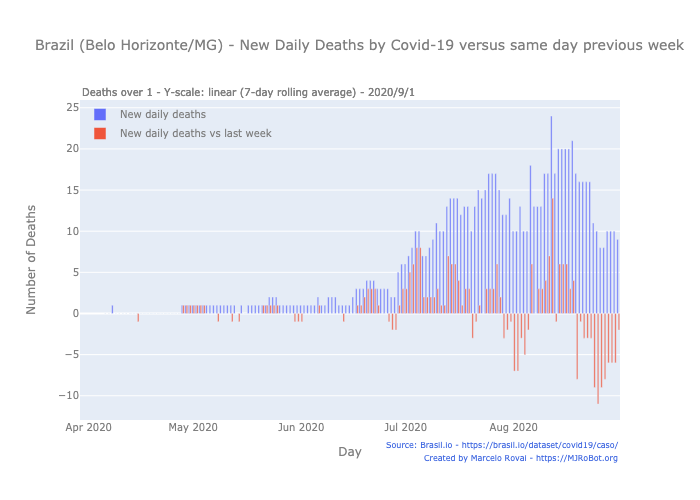 Brazil (Belo Horizonte/MG) - New Daily Deaths by Covid-19 versus same day previous week
Deaths over 1 - Y-scale: linear (7-day rolling average) - 2020/9/1
New daily deaths
New daily deaths vs last week
Number of Deaths
25
20
15
10
5
0
−5
−10
Apr 2020
May 2020
Jun 2020
Jul 2020
Aug 2020
Day
Source: Brasil.io - https://brasil.io/dataset/covid19/caso/
Created by Marcelo Rovai - https://MJRoBot.org